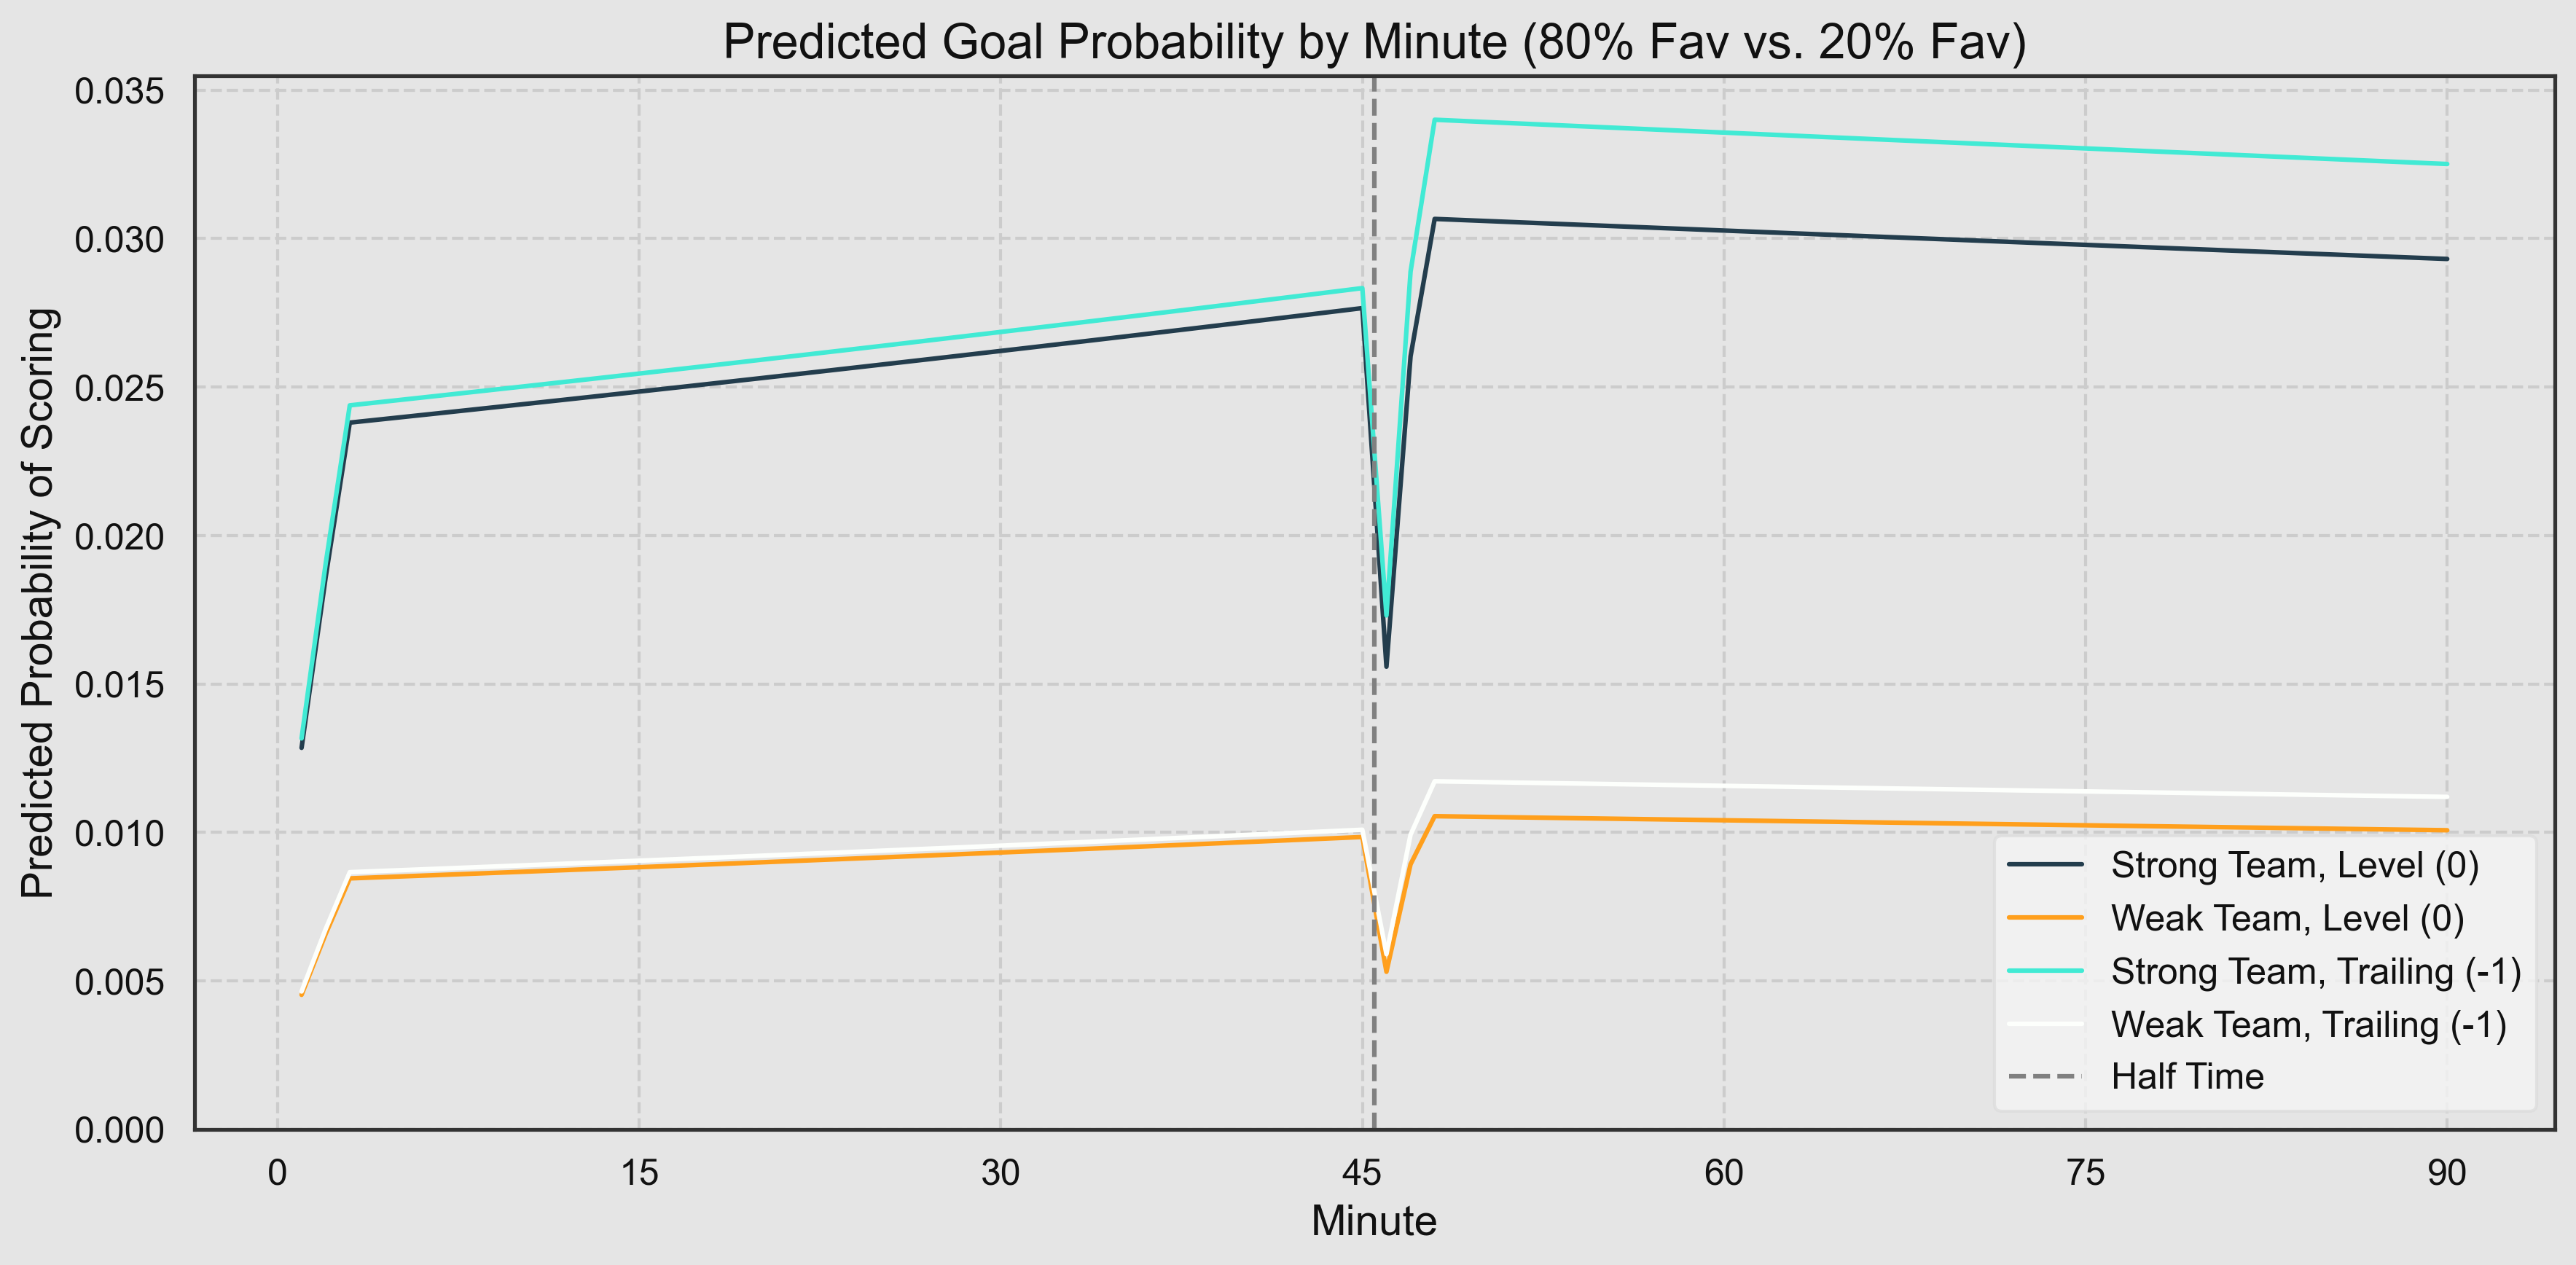 Predicted Goal Probability by Minute (80% Fav vs. 20% Fav)
Predicted Probability of Scoring
0.035
0.030
0.025
0.020
0.015
0.010
0.005
0.000
Strong Team, Level (0)
Weak Team, Level (0)
Strong Team, Trailing (-1)
Weak Team, Trailing (-1)
Half Time
0 15 30 45 60 75 90
Minute